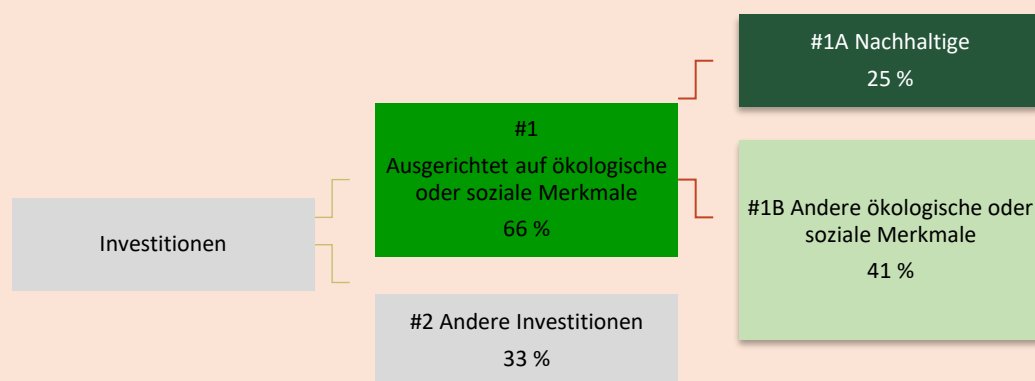 Investitionen
#1
Ausgerichtet auf ökologische
oder soziale Merkmale
66 %
#2 Andere Investitionen
33 %
#1A Nachhaltige
25 %
#1B Andere ökologische oder
soziale Merkmale
41 %